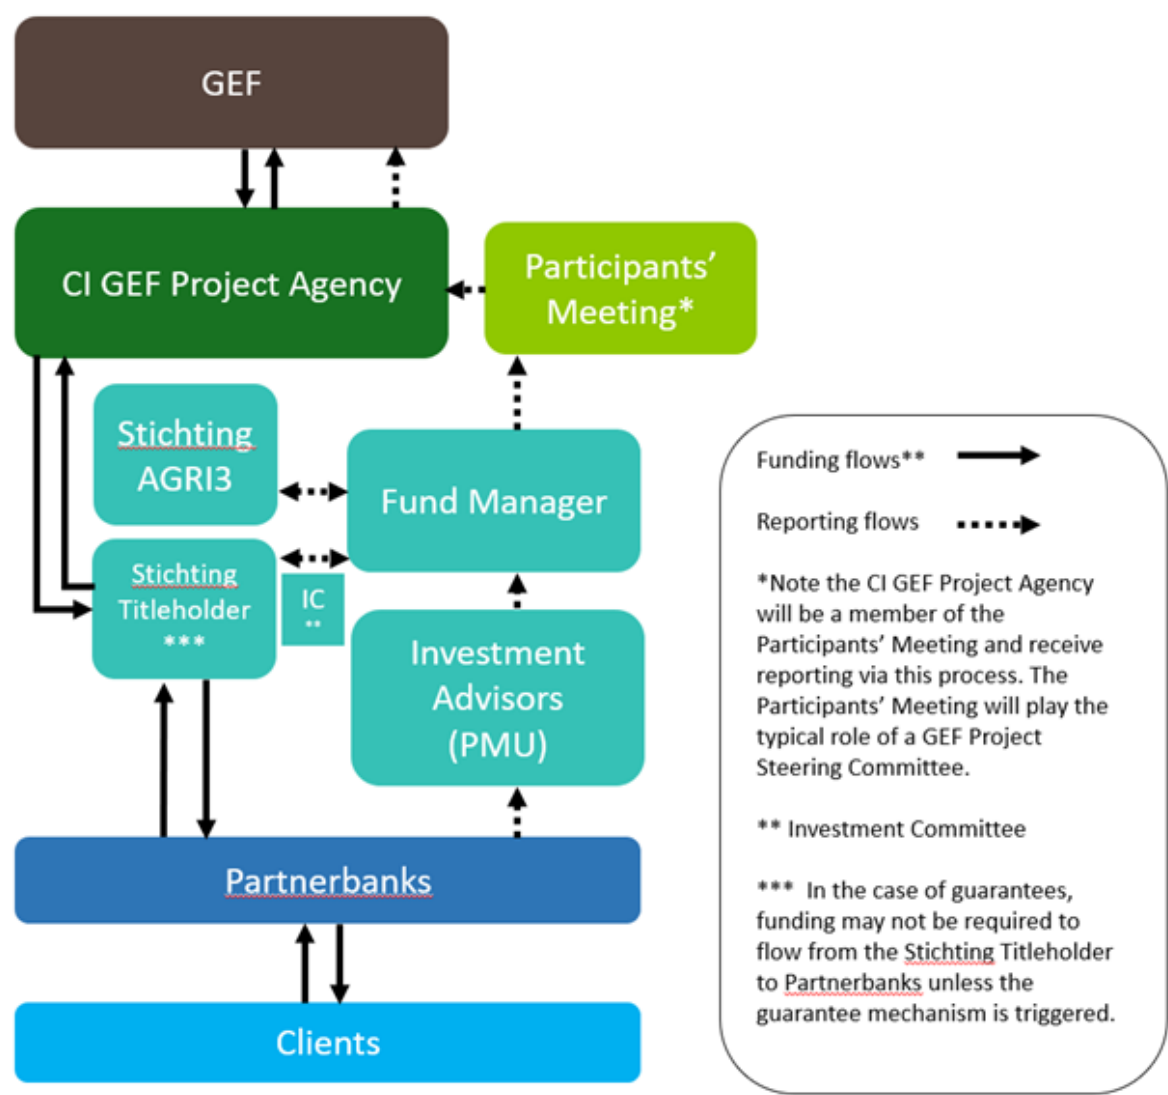 GEF
CI GEF Project Agency
Participants’
Meeting*
Stichting
AGRI3
Fund Manager
Stichting
Titleholder
***
IC
**
Investment
Advisors
(PMU)
Partnerbanks
Clients
Funding flows**
Reporting flows
*Note the CI GEF Project Agency
will be a member of the
Participants’ Meeting and receive
reporting via this process. The
Participants’ Meeting will play the
typical role of a GEF Project
Steering Committee.
** Investment Committee
*** In the case of guarantees,
funding may not be required to
flow from the Stichting Titleholder
to Partnerbanks unless the
guarantee mechanism is triggered.